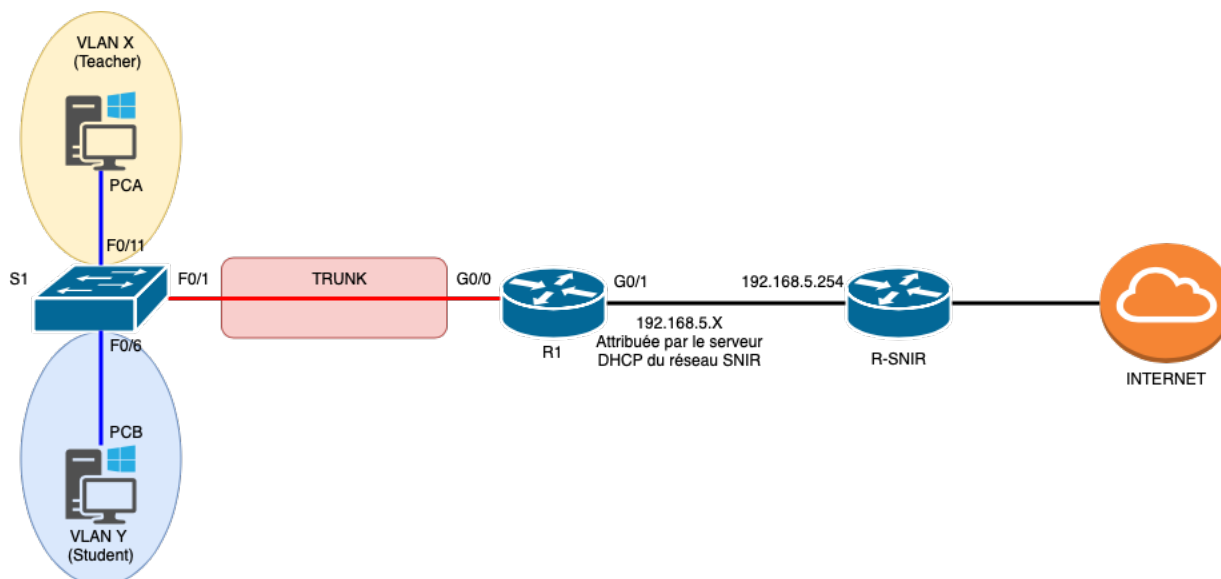 VLAN X
(Teacher)
PCA
F0/11
S1
F0/1
TRUNK
G0/0
G0/1
192.168.5.254
192.168.5.X
Attribuée par le serveur
DHCP du réseau SNIR
R1
R-SNIR
INTERNET
F0/6
PCB
VLAN Y
(Student)